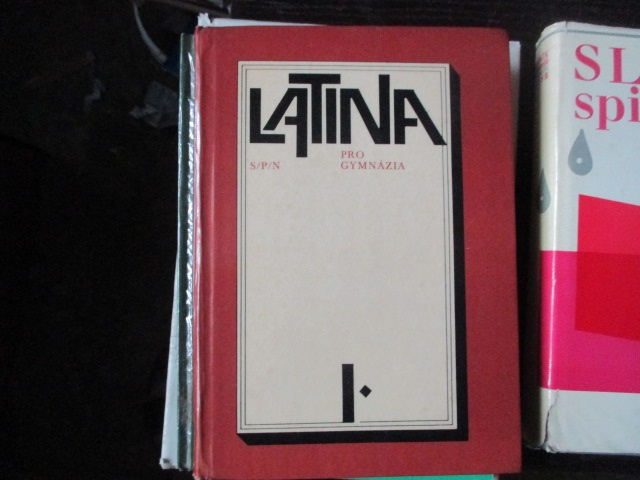 LATINA
PRO
S/P/N GYMNÁZIA
I.
SL
spi